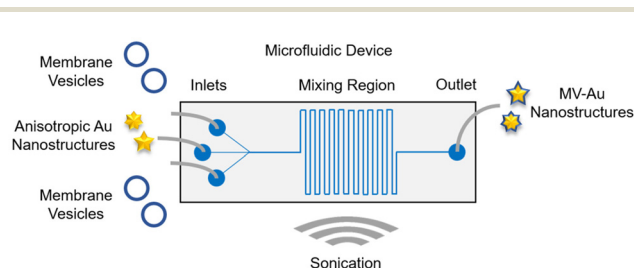 Microfluidic Device
Membrane
Vesicles
Inlets
Mixing Region
Outlet
MV-Au
Nanostructures
Anisotropic Au
Nanostructures
Membrane
Vesicles
Sonication